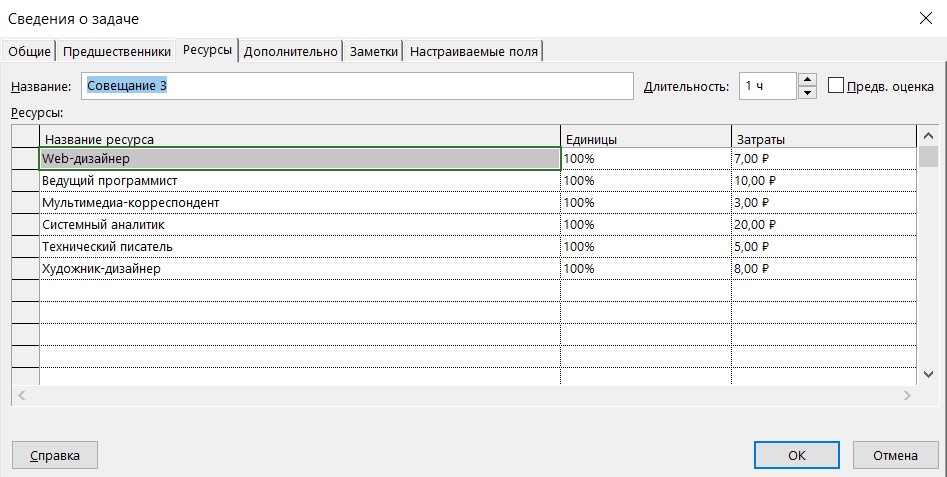 Сведения о задаче
Общие Предшественники Ресурсы Дополнительно Заметки Настраиваемые поля
Название: Совещание 3 Длительность: 1 ч Предв. оценка
Ресурсы:
Название ресурса Единицы Затраты
Web-дизайнер 100% 7,00 ₽
Ведущий программист 100% 10,00 ₽
Мультимедиа-корреспондент 100% 3,00 ₽
Системный аналитик 100% 20,00 ₽
Технический писатель 100% 5,00 ₽
Художник-дизайнер 100% 8,00 ₽
Справка ОК Отмена